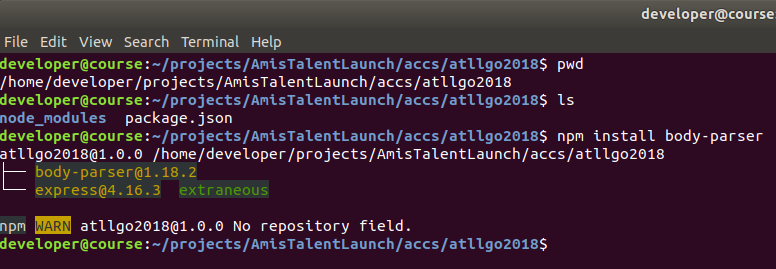 developer@course
File Edit View Search Terminal Help
developer@course:~/projects/AmisTalentLaunch/accs/atllgo2018$ pwd
/home/developer/projects/AmisTalentLaunch/accs/atllgo2018
developer@course:~/projects/AmisTalentLaunch/accs/atllgo2018$ ls
node_modules  package.json
developer@course:~/projects/AmisTalentLaunch/accs/atllgo2018$ npm install body-parser
atllgo2018@1.0.0 /home/developer/projects/AmisTalentLaunch/accs/atllgo2018
├── body-parser@1.18.2
└── express@4.16.3  extraneous
npm WARN atllgo2018@1.0.0 No repository field.
developer@course:~/projects/AmisTalentLaunch/accs/atllgo2018$